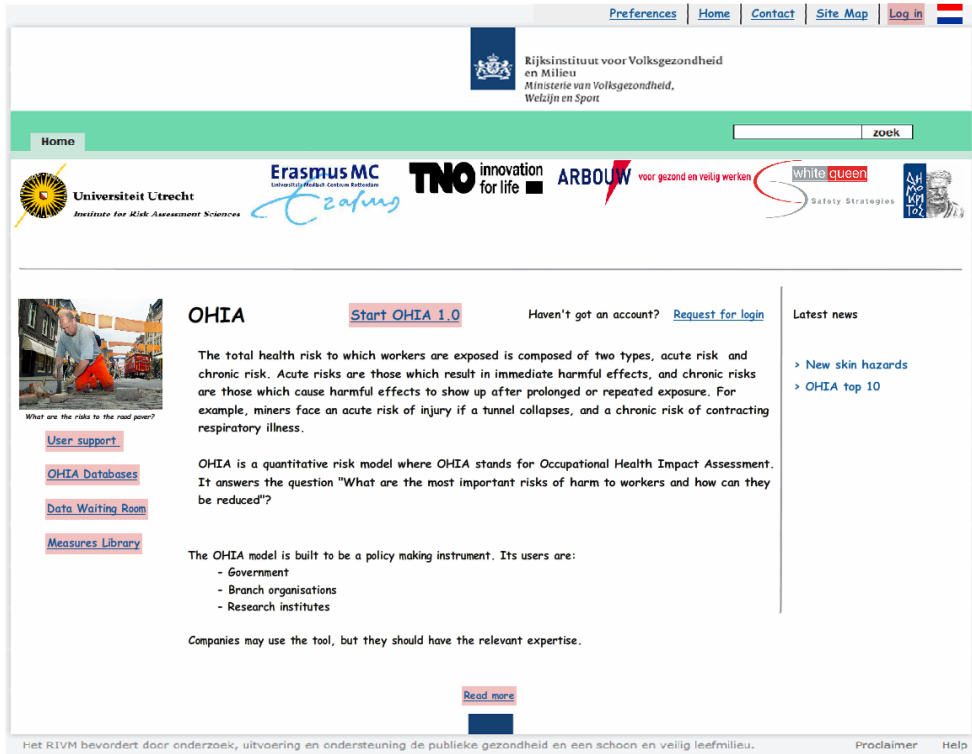 Preferences Home Contact Site Map Log in
Rijksinstituut voor Volksgezondheid
en Milieu
Ministerie van Volksgezondheid,
Welzijn en Sport
Home
zoek
Universiteit Utrecht
Institute for Risk Assessment Sciences
Erasmus MC
Universitair Medisch Centrum Rotterdam
Erasmus
TNO innovation
for life
ARBOUW voor gezond en veilig werken
white queen
Safety Strategies
ΔΗ
ΜΟ
ΚΡΙ
ΤΟΣ
What are the risks to the road paver?
User support
OHIA Databases
Data Waiting Room
Measures Library
OHIA
Start OHIA 1.0
Haven't got an account? Request for login
The total health risk to which workers are exposed is composed of two types, acute risk and
chronic risk. Acute risks are those which result in immediate harmful effects, and chronic risks
are those which cause harmful effects to show up after prolonged or repeated exposure. For
example, miners face an acute risk of injury if a tunnel collapses, and a chronic risk of contracting
respiratory illness.
OHIA is a quantitative risk model where OHIA stands for Occupational Health Impact Assessment.
It answers the question "What are the most important risks of harm to workers and how can they
be reduced"?
The OHIA model is built to be a policy making instrument. Its users are:
- Government
- Branch organisations
- Research institutes
Companies may use the tool, but they should have the relevant expertise.
Read more
Latest news
> New skin hazards
> OHIA top 10
Het RIVM bevordert door onderzoek, uitvoering en ondersteuning de publieke gezondheid en een schoon en veilig leefmilieu.
Proclaimer Help